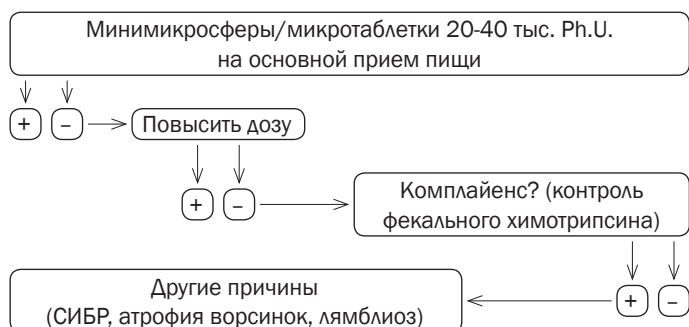 Минимикросферы/микротаблетки 20-40 тыс. Ph.U.
на основной прием пищи
+ – Повысить дозу
+ – Комплайенс? (контроль
фекального химотрипсина)
Другие причины
(СИБР, атрофия ворсинок, лямблиоз)
+ –